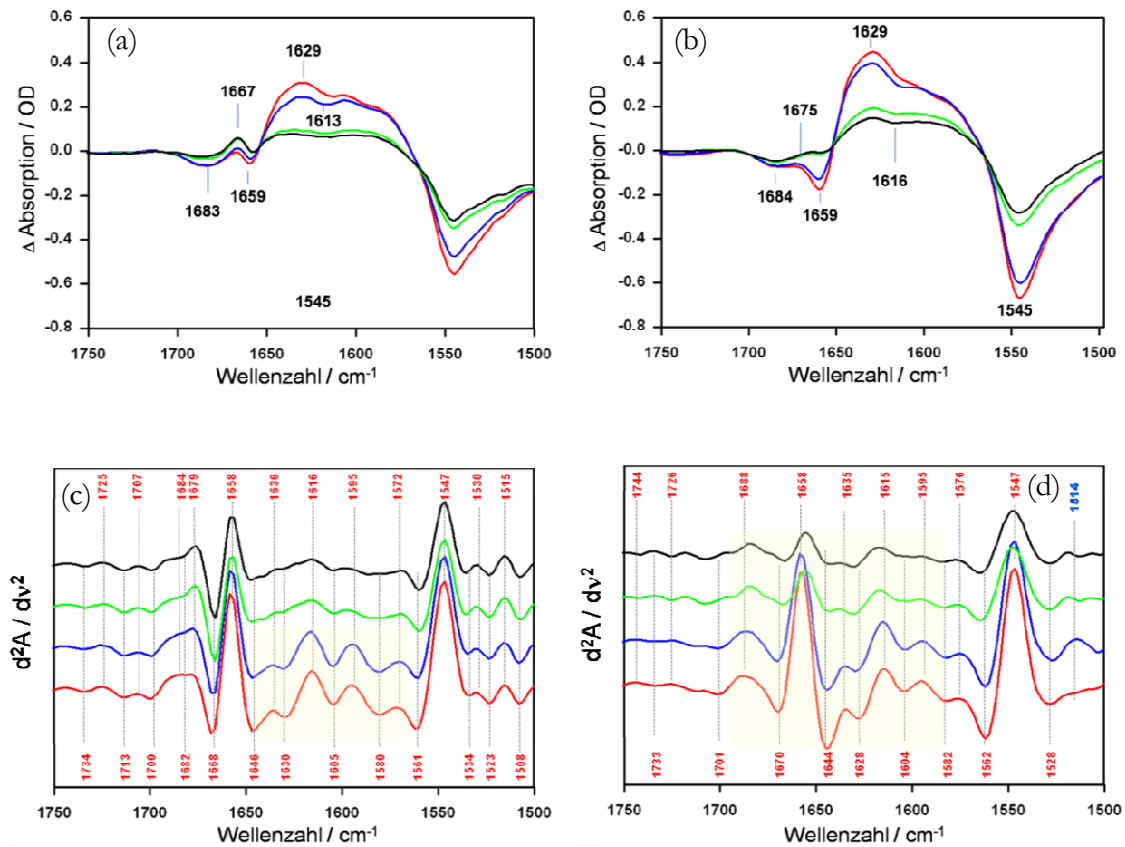 (a)
0.6
0.4
0.2
-0.0
-0.2
-0.4
-0.6
-0.8
Δ Absorption / OD
1629
1667
1613
1659
1683
1545
1750 1700 1650 1600 1550 1500
Wellenzahl / cm-1
(b)
0.6
0.4
0.2
0.0
-0.2
-0.4
-0.6
-0.8
Δ Absorption / OD
1629
1675
1616
1684
1659
1545
1750 1700 1650 1600 1550 1500
Wellenzahl / cm-1
(c)
d2A / dν2
1725 1707 1684 1679 1658 1636 1616 1595 1572 1547 1530 1515
1734 1713 1700 1682 1668 1646 1630 1605 1580 1561 1534 1523 1508
1750 1700 1650 1600 1550 1500
Wellenzahl / cm-1
(d)
d2A / dν2
1744 1726 1688 1658 1635 1615 1595 1576 1547 1514
1733 1701 1670 1644 1628 1604 1582 1562 1528
1750 1700 1650 1600 1550 1500
Wellenzahl / cm-1